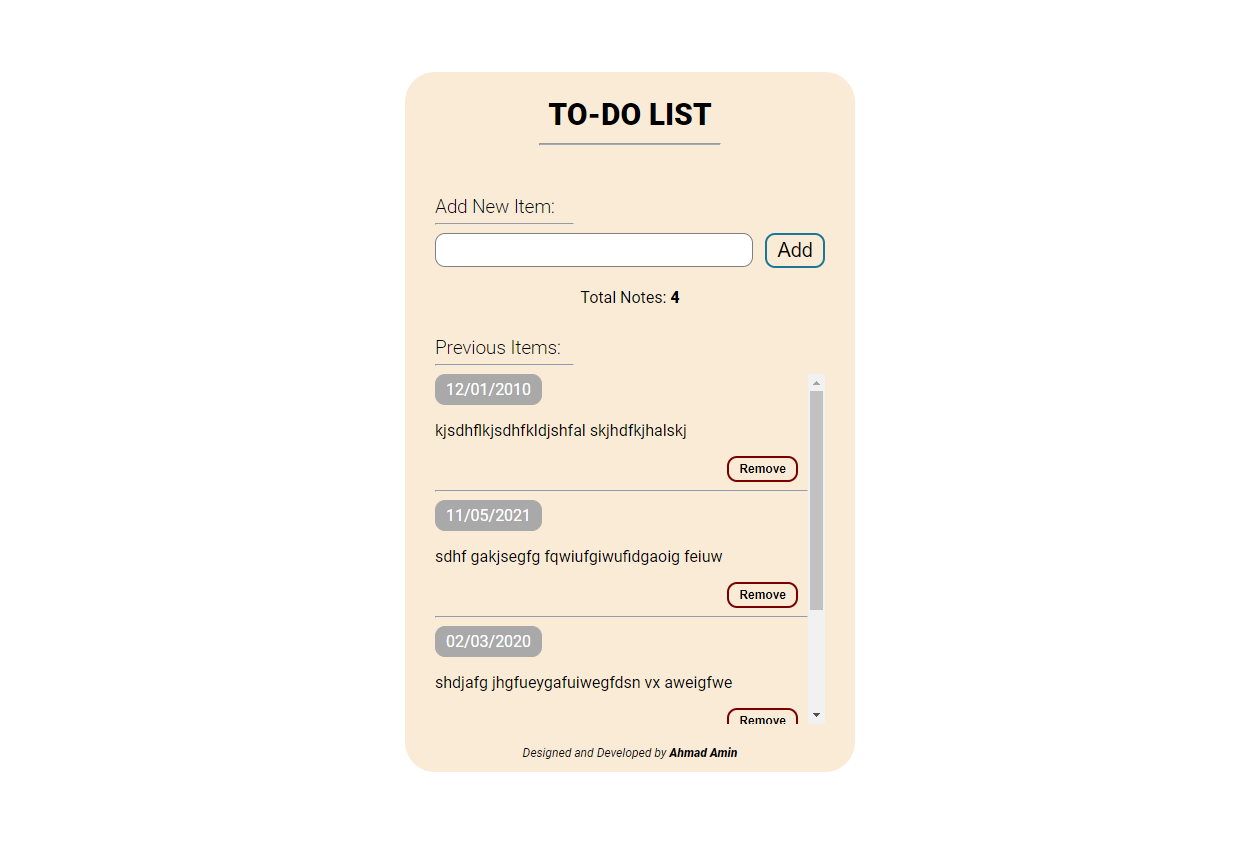 TO-DO LIST
Add New Item:
Add
Total Notes: 4
Previous Items:
12/01/2010
kjsdhflkjsdhfkldjshfal skjhdfkjhalskj
Remove
11/05/2021
sdhf gakjsegfg fqwiufgiwufidgaoig feiuw
Remove
02/03/2020
shdjafg jhgfueygafuiwegfdsn vx aweigfwe
Remove
Designed and Developed by Ahmad Amin